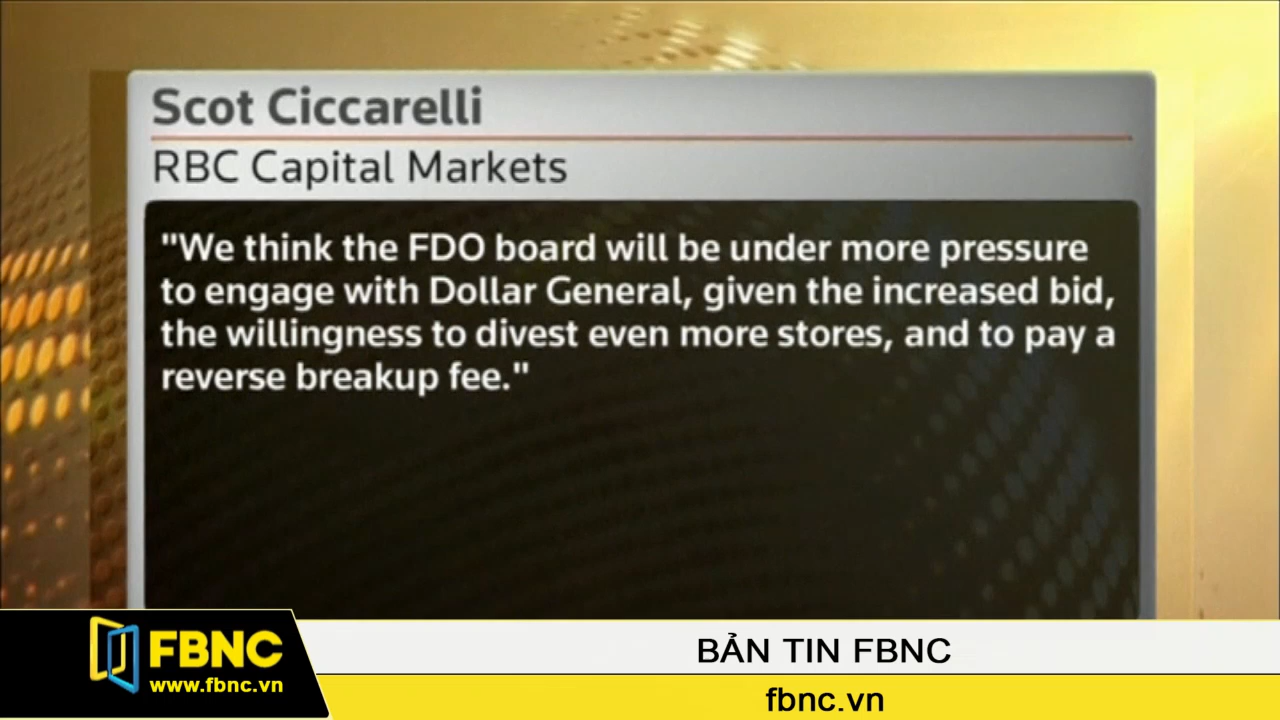 Scot Ciccarelli
RBC Capital Markets
"We think the FDO board will be under more pressure
to engage with Dollar General, given the increased bid,
the willingness to divest even more stores, and to pay a
reverse breakup fee."
FBNC
www.fbnc.vn
BẢN TIN FBNC
fbnc.vn